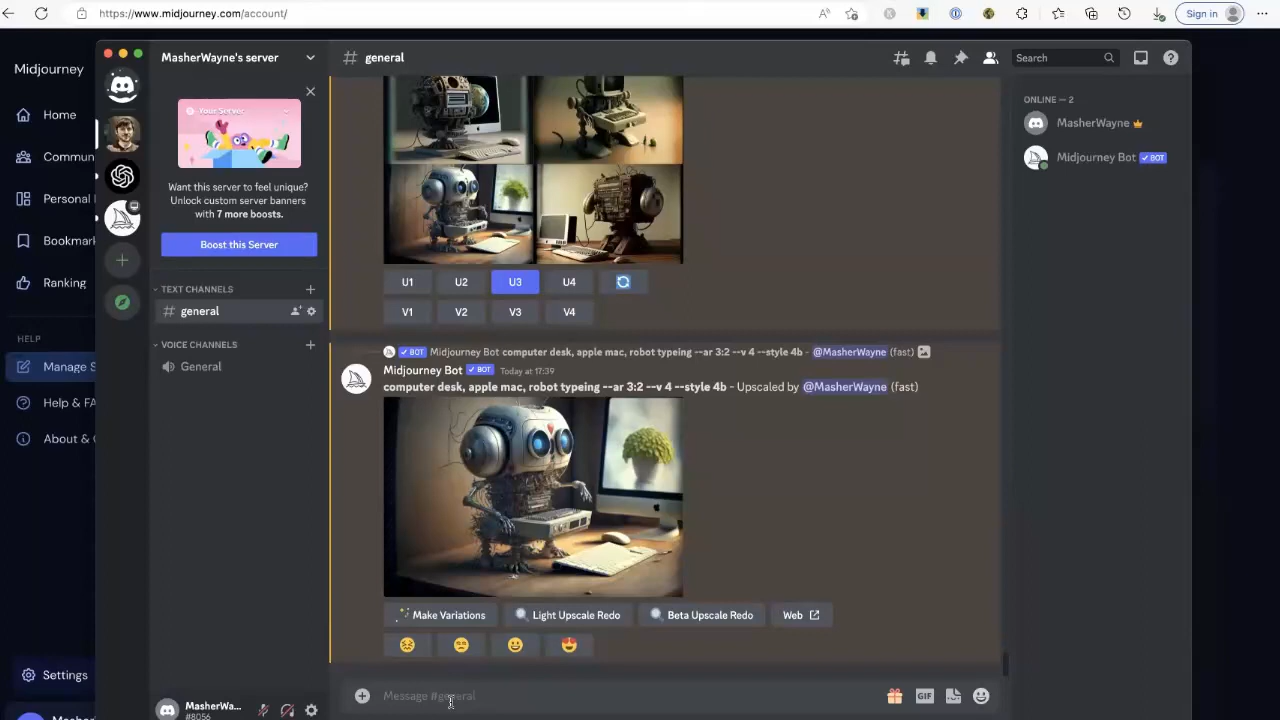 https://www.midjourney.com/account/
Sign in
Midjourney
Home
Commun
Personal
Bookmark
Ranking
HELP
Manage S
Help & FA
About &
Settings
MasherWayne's server
Your Server
Want this server to feel unique?
Unlock custom server banners
with 7 more boosts.
Boost this Server
TEXT CHANNELS
general
VOICE CHANNELS
General
MasherWa...
#8056
# general
Search
U1 U2 U3 U4
V1 V2 V3 V4
BOT Midjourney Bot computer desk, apple mac, robot typeing --ar 3:2 --v 4 --style 4b - @MasherWayne (fast)
Midjourney Bot BOT Today at 17:39
computer desk, apple mac, robot typeing --ar 3:2 --v 4 --style 4b - Upscaled by @MasherWayne (fast)
Make Variations Light Upscale Redo Beta Upscale Redo Web
Message #general
GIF
ONLINE — 2
MasherWayne
Midjourney Bot BOT